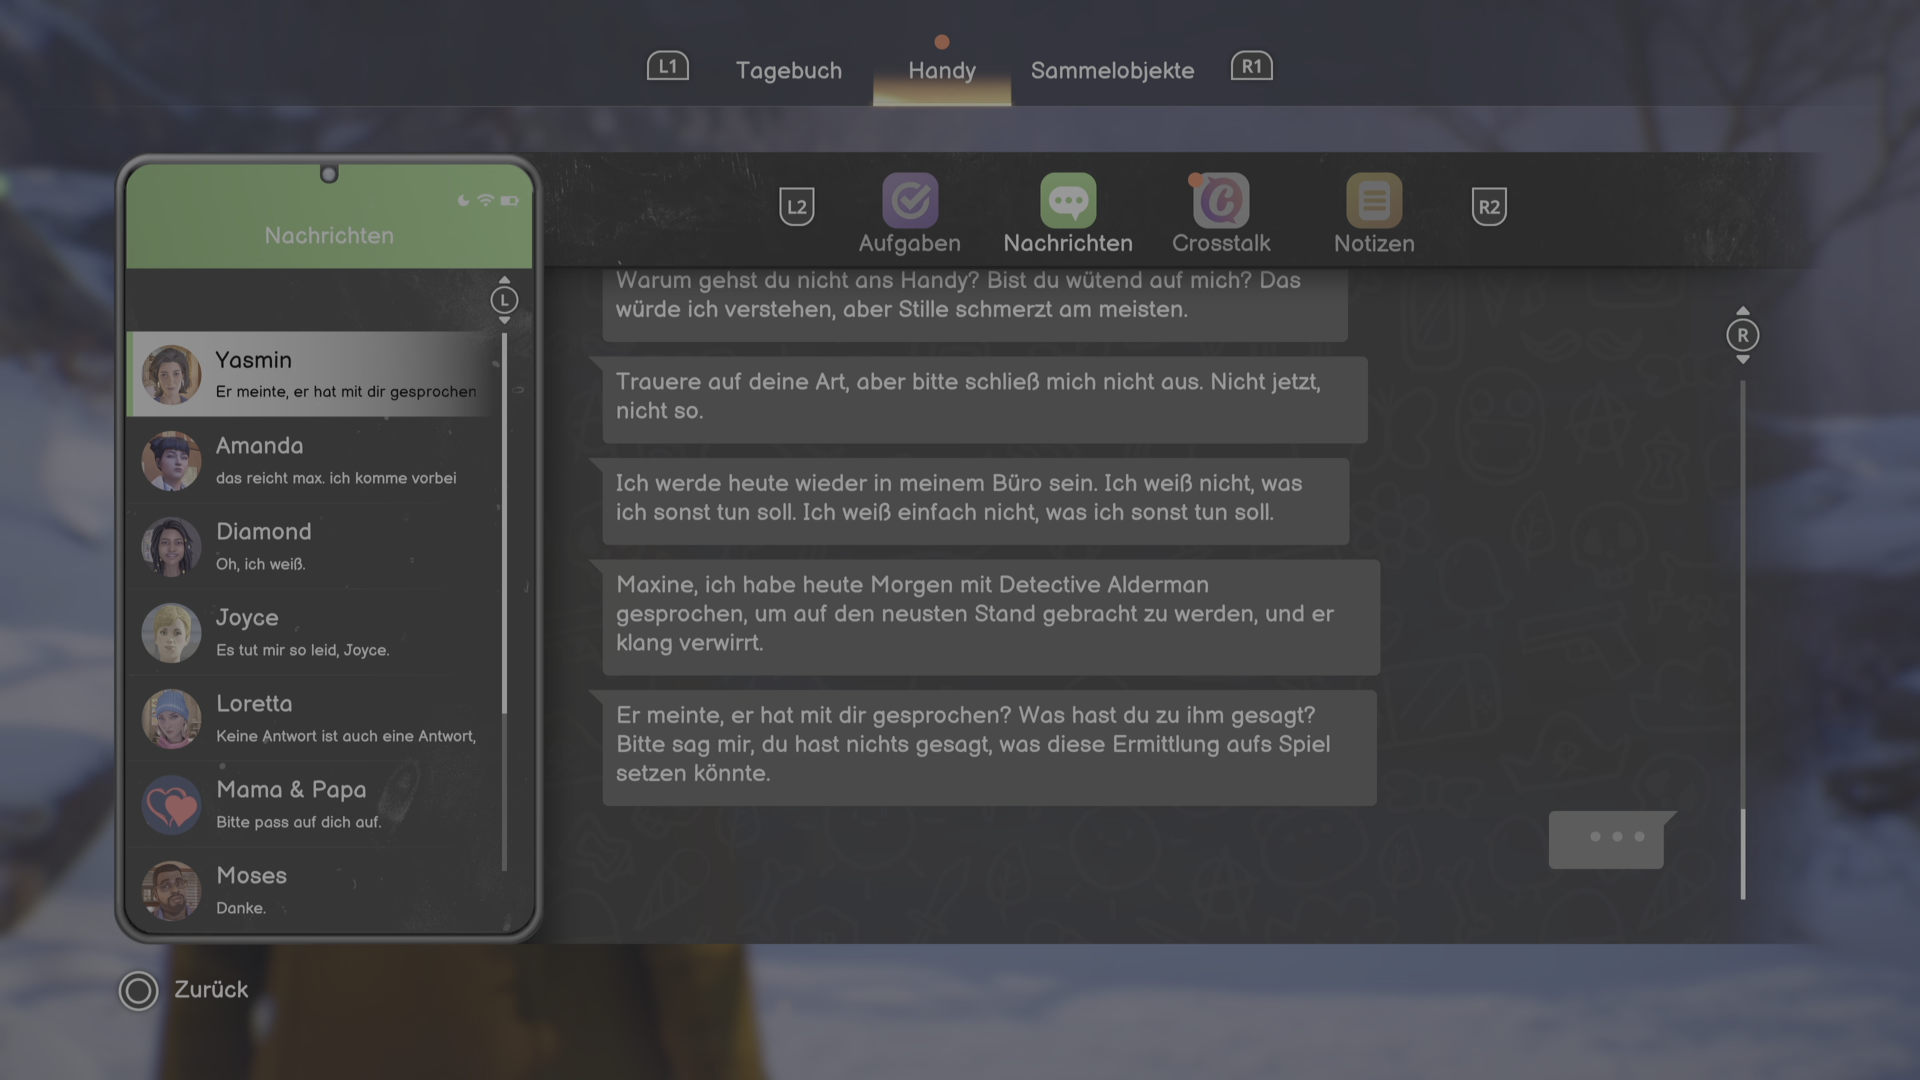 L1
Tagebuch
Handy
Sammelobjekte
R1
L2
Aufgaben
Nachrichten
Crosstalk
Notizen
R2
Nachrichten
L
Yasmin
Er meinte, er hat mit dir gesprochen
Amanda
das reicht max. ich komme vorbei
Diamond
Oh, ich weiß.
Joyce
Es tut mir so leid, Joyce.
Loretta
Keine Antwort ist auch eine Antwort,
Mama & Papa
Bitte pass auf dich auf.
Moses
Danke.
Warum gehst du nicht ans Handy? Bist du wütend auf mich? Das
würde ich verstehen, aber Stille schmerzt am meisten.
Trauere auf deine Art, aber bitte schließ mich nicht aus. Nicht jetzt,
nicht so.
Ich werde heute wieder in meinem Büro sein. Ich weiß nicht, was
ich sonst tun soll. Ich weiß einfach nicht, was ich sonst tun soll.
Maxine, ich habe heute Morgen mit Detective Alderman
gesprochen, um auf den neusten Stand gebracht zu werden, und er
klang verwirrt.
Er meinte, er hat mit dir gesprochen? Was hast du zu ihm gesagt?
Bitte sag mir, du hast nichts gesagt, was diese Ermittlung aufs Spiel
setzen könnte.
R
Zurück